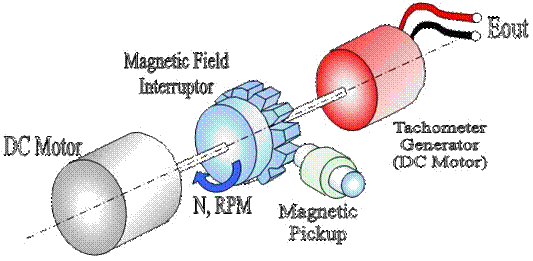 Magnetic Field
Interruptor
Eout
DC Motor
Tachometer
Generator
(DC Motor)
N, RPM
Magnetic
Pickup